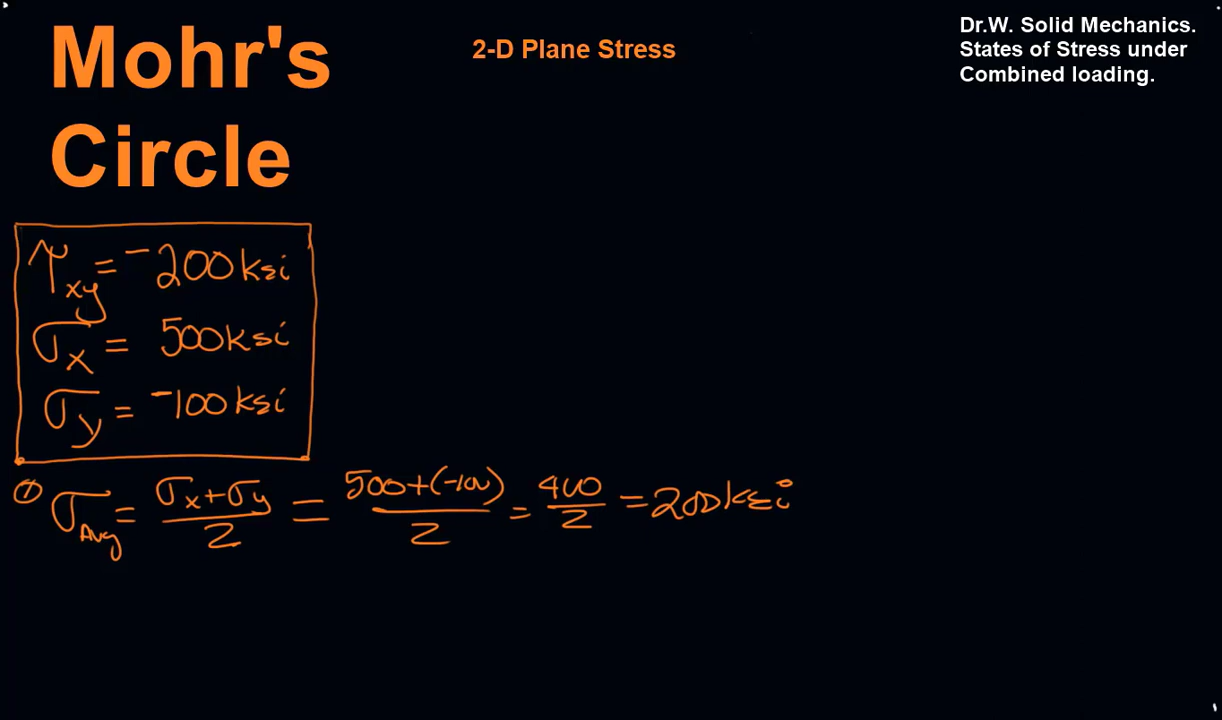 Mohr's
Circle
2-D Plane Stress
Dr.W. Solid Mechanics.
States of Stress under
Combined loading.
τxy = -200 ksi
σx = 500 ksi
σy = -100 ksi
① σAvg = (σx + σy)/2 = (500 + (-100))/2 = 400/2 = 200 ksi